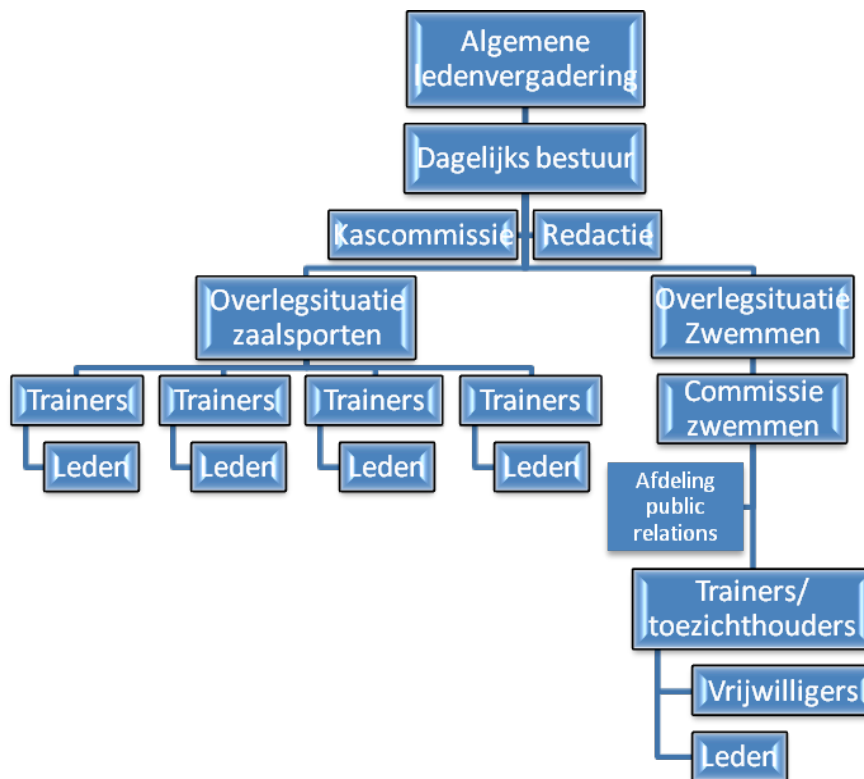 Algemene
ledenvergadering
Dagelijks bestuur
Kascommissie
Redactie
Overlegsituatie
zaalsporten
Overlegsituatie
Zwemmen
Trainers
Trainers
Trainers
Trainers
Commissie
zwemmen
Leden
Leden
Leden
Leden
Afdeling
public
relations
Trainers/
toezichthouders
Vrijwilligers
Leden